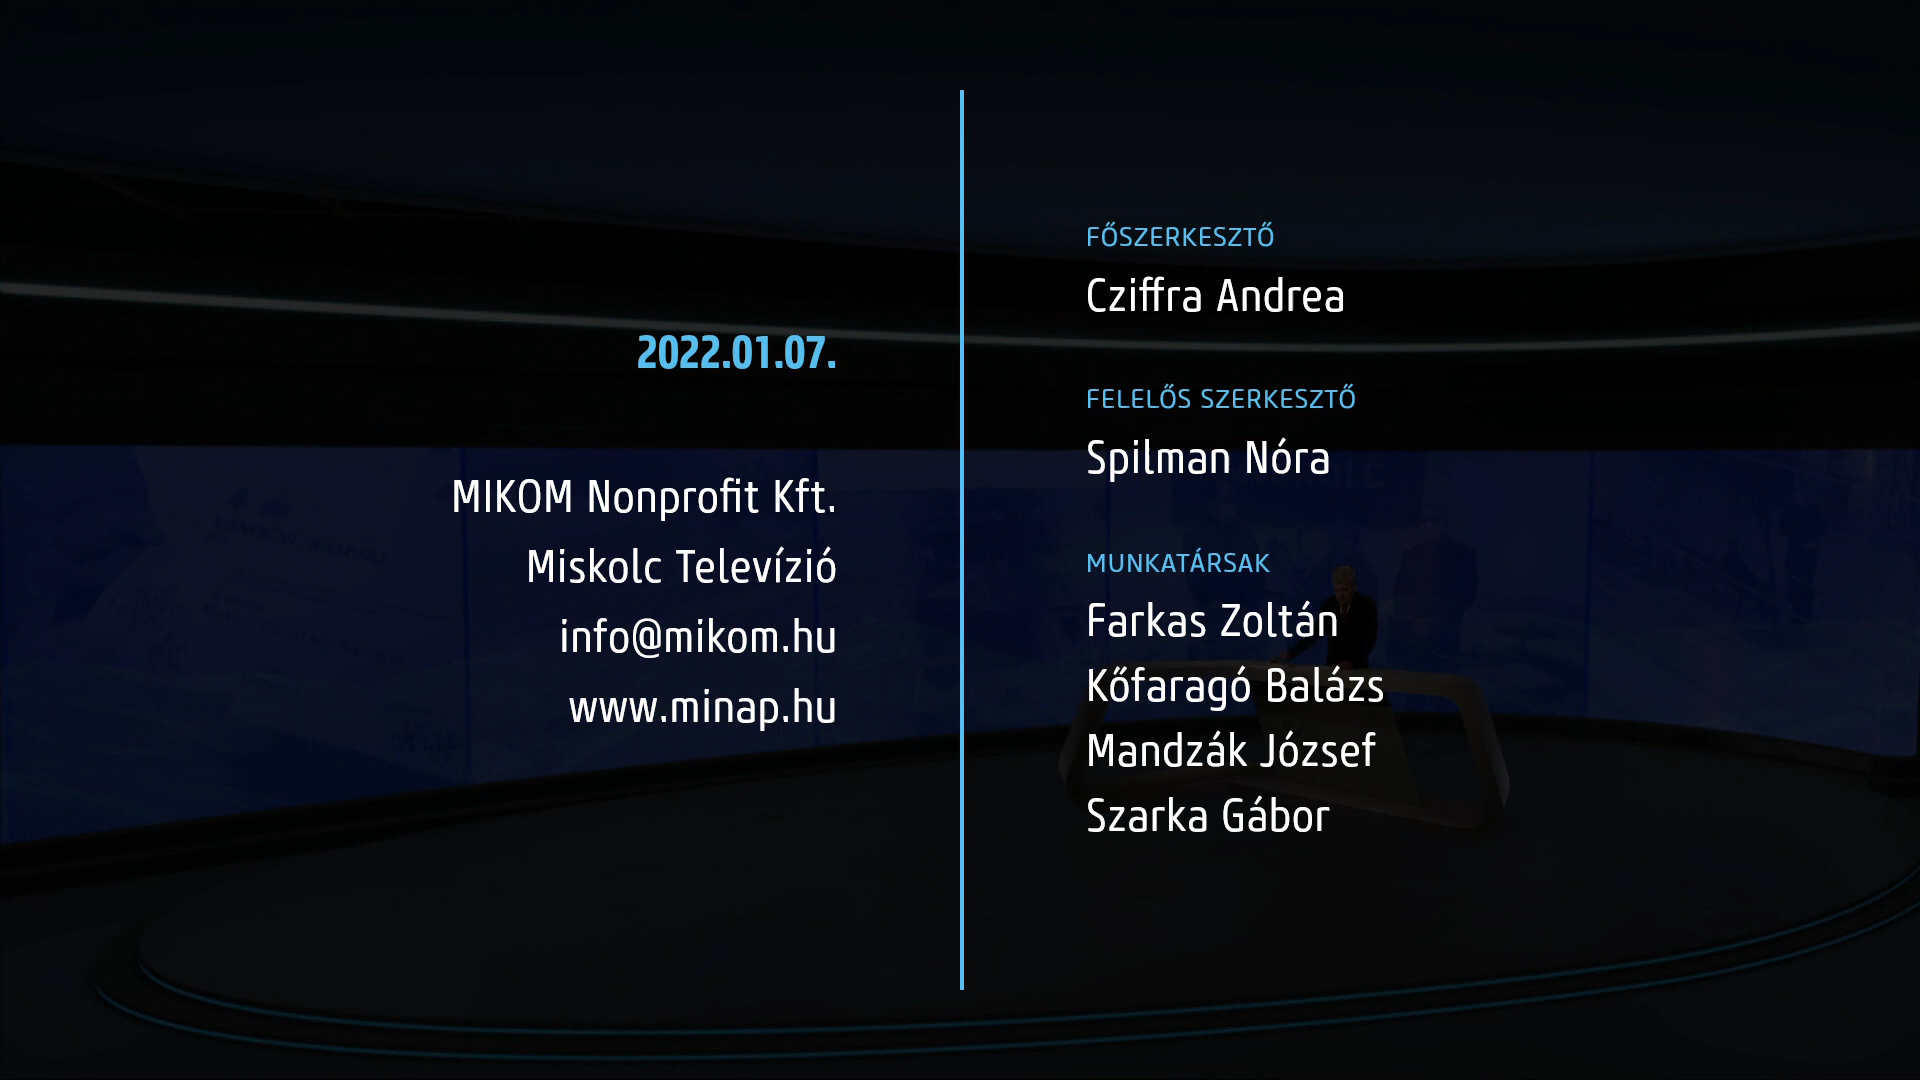 2022.01.07.
MIKOM Nonprofit Kft.
Miskolc Televízió
info@mikom.hu
www.minap.hu
FŐSZERKESZTŐ
Cziffra Andrea
FELELŐS SZERKESZTŐ
Spilman Nóra
MUNKATÁRSAK
Farkas Zoltán
Kőfaragó Balázs
Mandzák József
Szarka Gábor